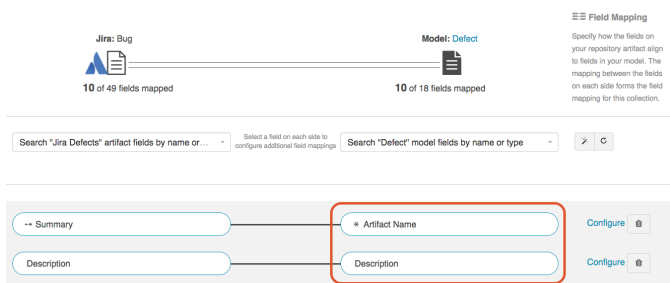 Field Mapping
Jira: Bug
Model: Defect
Specify how the fields on
your repository artifact align
to fields in your model. The
mapping between the fields
on each side forms the field
mapping for this collection.
10 of 49 fields mapped
10 of 18 fields mapped
Search "Jira Defects" artifact fields by name or...
Select a field on each side to
configure additional field mappings
Search "Defect" model fields by name or type
Summary
* Artifact Name
Configure
Description
Description
Configure